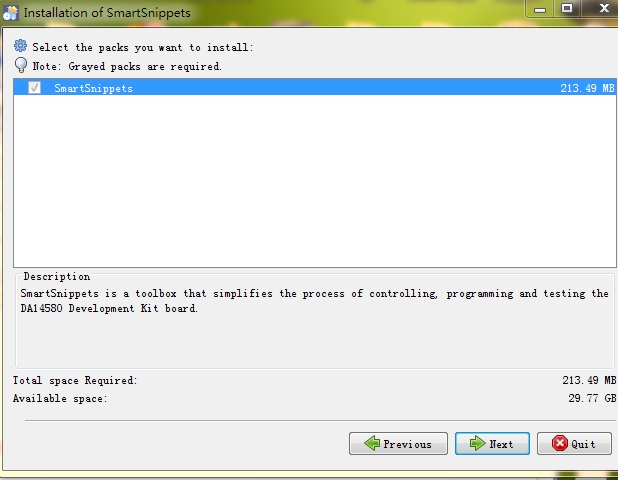 Installation of SmartSnippets
Select the packs you want to install:
Note: Grayed packs are required.
SmartSnippets 213.49 MB
Description
SmartSnippets is a toolbox that simplifies the process of controlling, programming and testing the
DA14580 Development Kit board.
Total space Required: 213.49 MB
Available space: 29.77 GB
Previous Next Quit